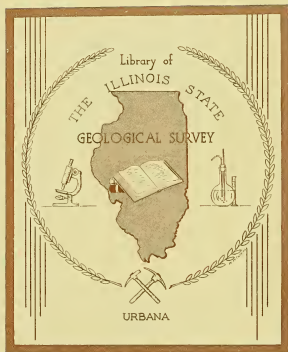 Library of
THE ILLINOIS STATE
GEOLOGICAL SURVEY
URBANA